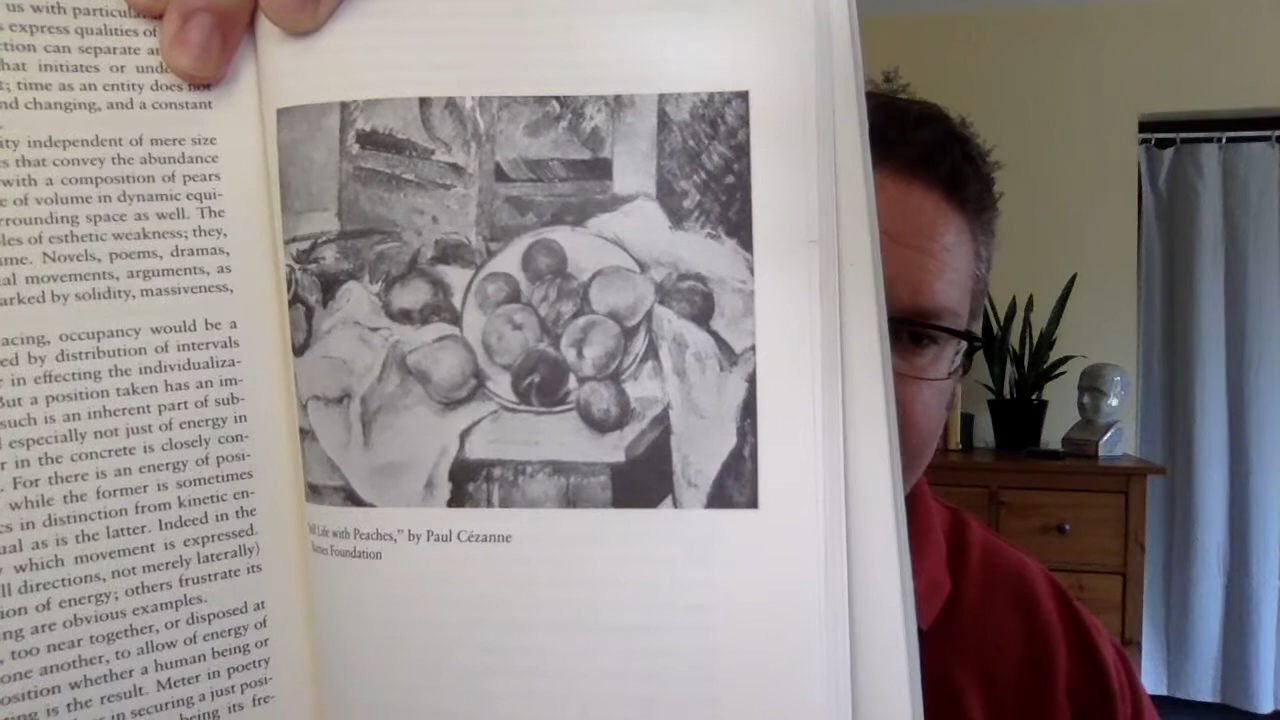 us with particular
s express qualities of
ction can separate
that initiates or
; time as an entity does not
nd changing, and a constant
ity independent of mere size
es that convey the abundance
with a composition of pears
e of volume in dynamic equi-
rrounding space as well. The
les of esthetic weakness; they,
me. Novels, poems, dramas,
al movements, arguments, as
arked by solidity, massiveness,
acing, occupancy would be a
ed by distribution of intervals
r in effecting the individualiza-
But a position taken has an im-
such is an inherent part of sub-
especially not just of energy in
r in the concrete is closely con-
. For there is an energy of posi-
while the former is sometimes
cs in distinction from kinetic en-
ual as is the latter. Indeed in the
which movement is expressed.
ll directions, not merely laterally)
ion of energy; others frustrate its
ng are obvious examples.
, too near together, or disposed at
one another, to allow of energy of
osition whether a human being or
ing is the result. Meter in poetry
in securing a just posi-
being its fre-
Life with Peaches,” by Paul Cézanne
Foundation